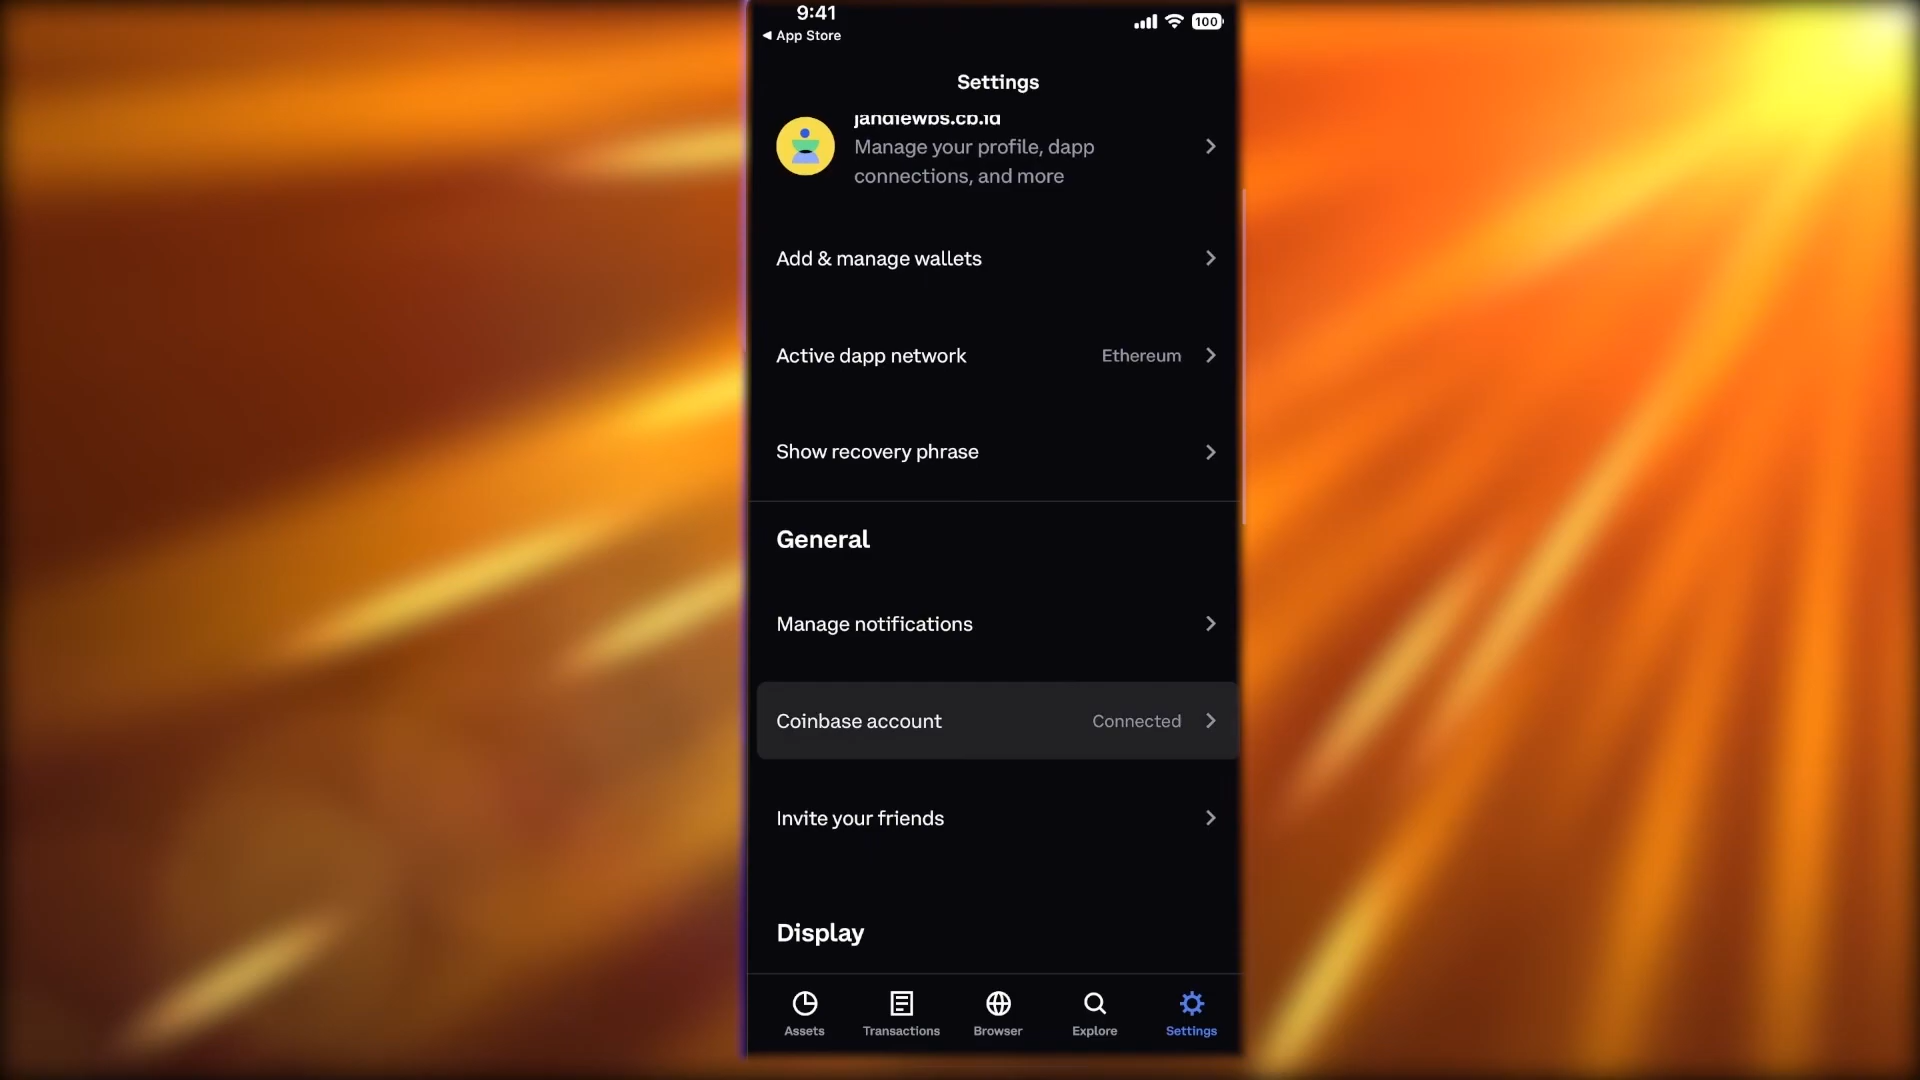 9:41
100
◀ App Store
Settings
jandlewbs.cb.id
Manage your profile, dapp
connections, and more
Add & manage wallets
Active dapp network Ethereum
Show recovery phrase
General
Manage notifications
Coinbase account Connected
Invite your friends
Display
Assets Transactions Browser Explore Settings